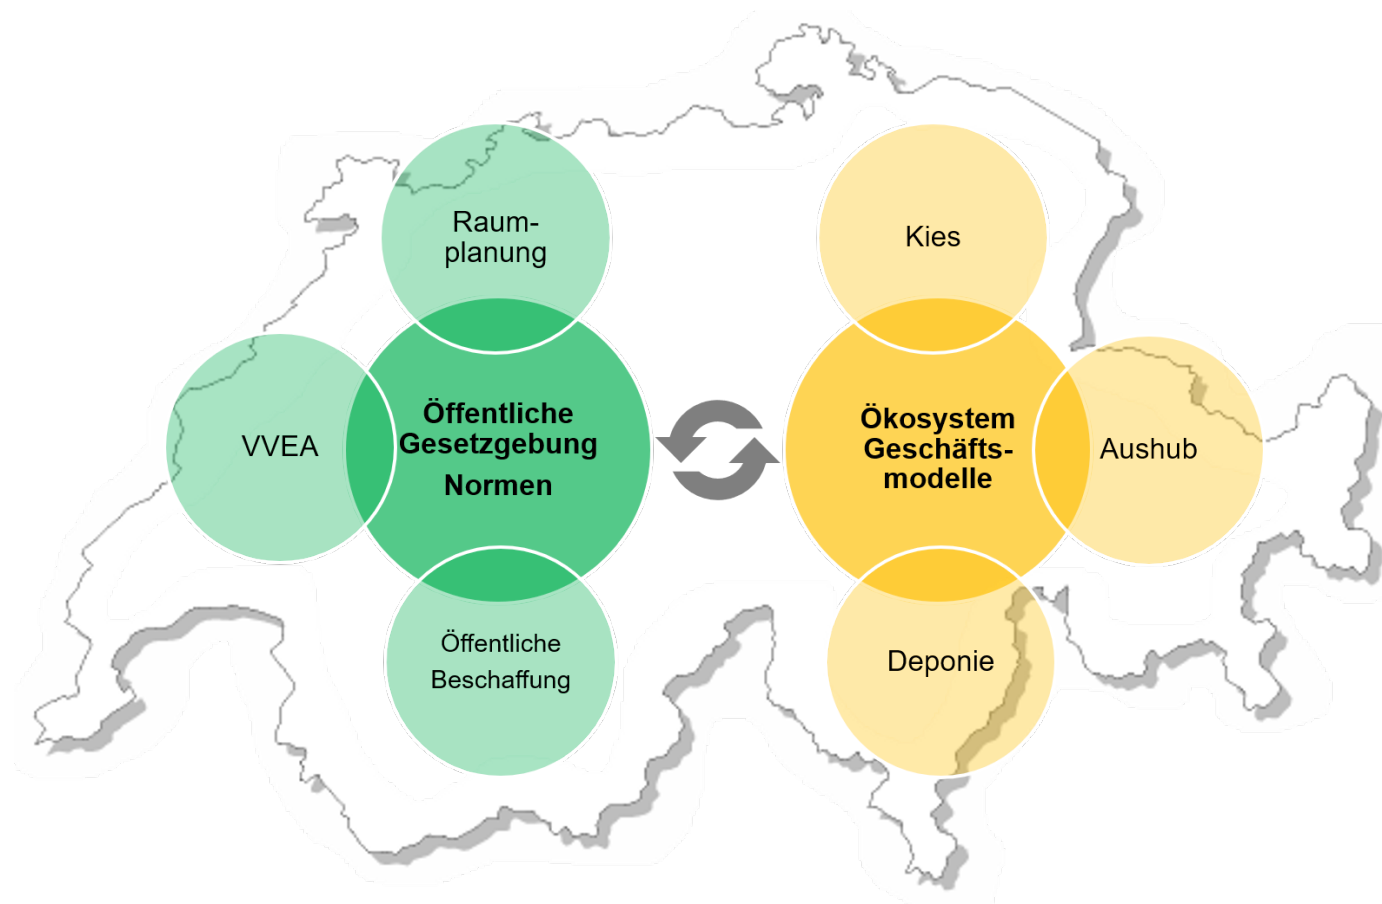 Raum-
planung
VVEA
Öffentliche
Gesetzgebung
Normen
Öffentliche
Beschaffung
Kies
Ökosystem
Geschäfts-
modelle
Aushub
Deponie